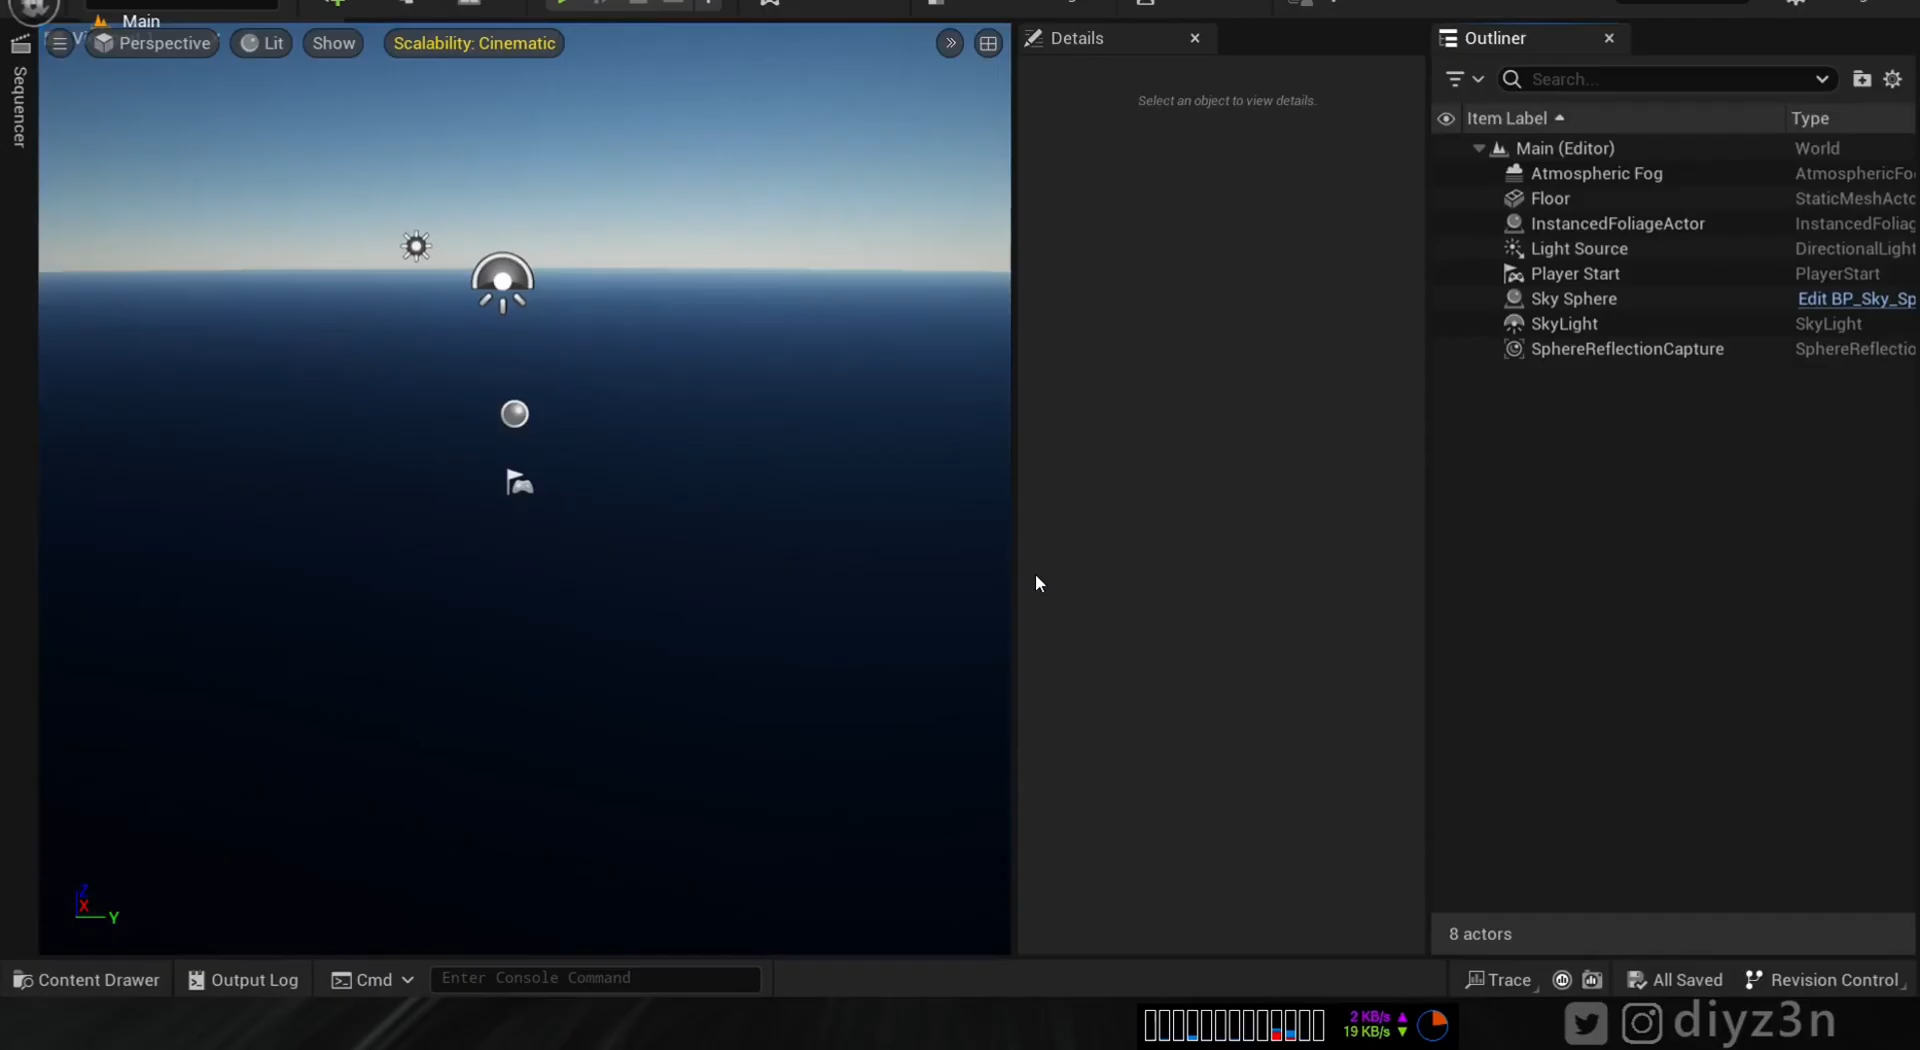 Main
Perspective
Lit
Show
Scalability: Cinematic
Sequencer
Details
Select an object to view details.
Outliner
Search...
Item Label
Type
Main (Editor)
World
Atmospheric Fog
AtmosphericFo
Floor
StaticMeshActo
InstancedFoliageActor
InstancedFoliag
Light Source
DirectionalLight
Player Start
PlayerStart
Sky Sphere
Edit BP_Sky_Sp
SkyLight
SkyLight
SphereReflectionCapture
SphereReflectio
8 actors
Z
X
Y
Content Drawer
Output Log
Cmd
Enter Console Command
Trace
All Saved
Revision Control
2 KB/s
19 KB/s
diyz3n